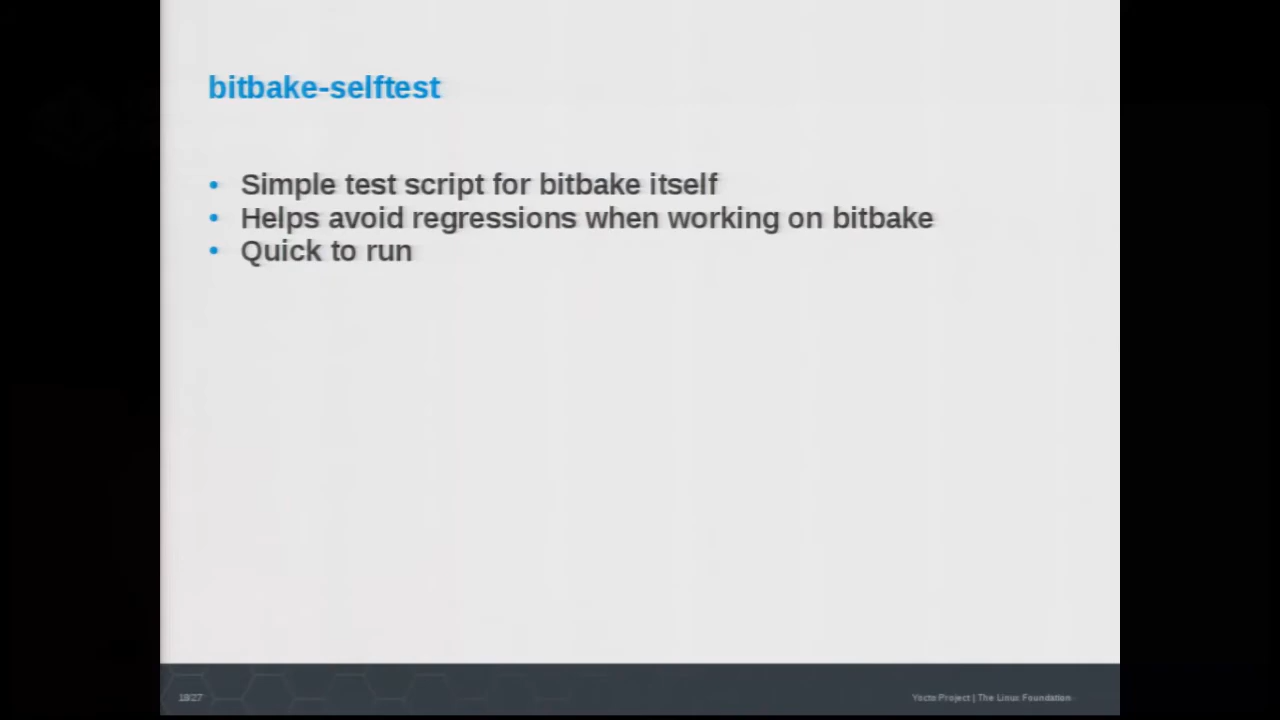 bitbake-selftest
• Simple test script for bitbake itself
• Helps avoid regressions when working on bitbake
• Quick to run
Yocto Project | The Linux Foundation